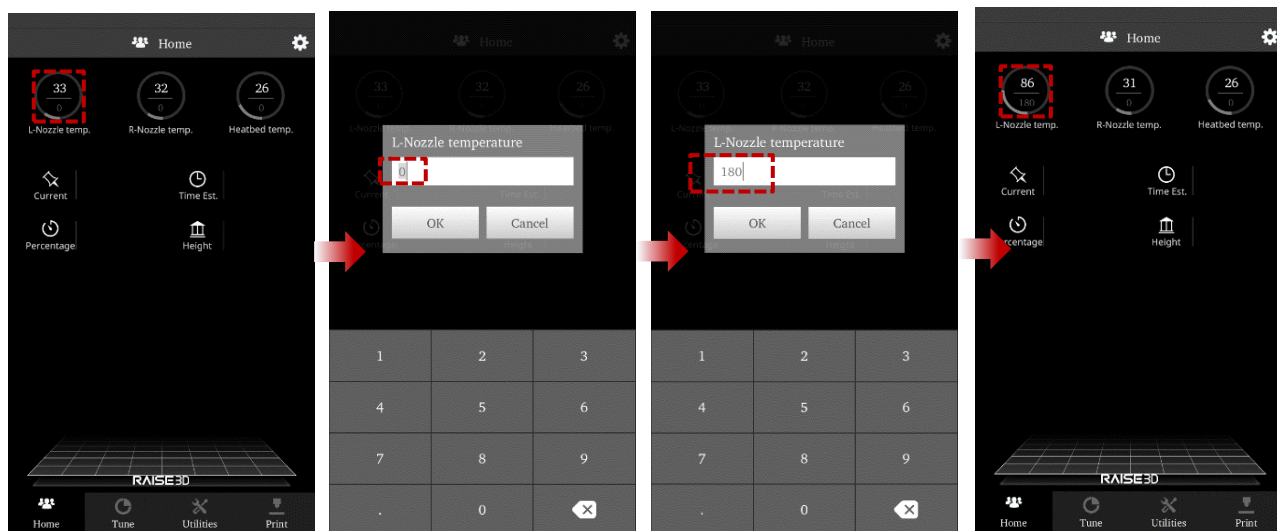 Home
33 32 26
0 0 0
L-Nozzle temp. R-Nozzle temp. Heatbed temp.
Current Time Est.
Percentage Height
RAISE3D
Home Tune Utilities Print
Home
33 32 26
L-Nozzle temperature
0
OK Cancel
1 2 3
4 5 6
7 8 9
. 0
Home
33 32 26
L-Nozzle temperature
180
OK Cancel
1 2 3
4 5 6
7 8 9
. 0
Home
86 31 26
180 0 0
L-Nozzle temp. R-Nozzle temp. Heatbed temp.
Current Time Est.
rcentage Height
RAISE3D
Home Tune Utilities Print